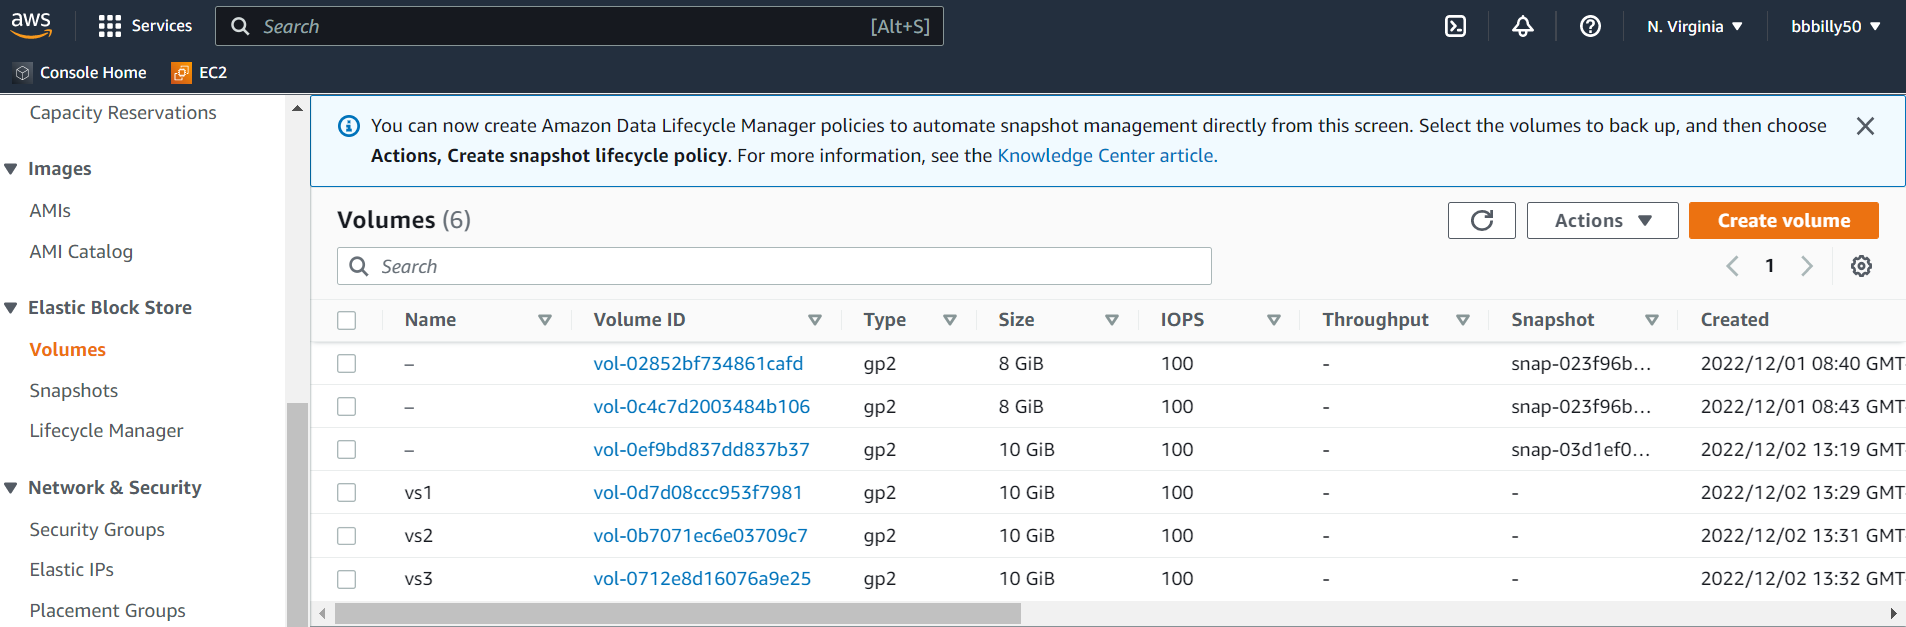 aws Services Search [Alt+S] N. Virginia bbbilly50
Console Home EC2
Capacity Reservations
Images
AMIs
AMI Catalog
Elastic Block Store
Volumes
Snapshots
Lifecycle Manager
Network & Security
Security Groups
Elastic IPs
Placement Groups
You can now create Amazon Data Lifecycle Manager policies to automate snapshot management directly from this screen. Select the volumes to back up, and then choose
Actions, Create snapshot lifecycle policy. For more information, see the Knowledge Center article.
Volumes (6) Actions Create volume
Search 1
Name Volume ID Type Size IOPS Throughput Snapshot Created
– vol-02852bf734861cafd gp2 8 GiB 100 - snap-023f96b... 2022/12/01 08:40 GMT
– vol-0c4c7d2003484b106 gp2 8 GiB 100 - snap-023f96b... 2022/12/01 08:43 GMT
– vol-0ef9bd837dd837b37 gp2 10 GiB 100 - snap-03d1ef0... 2022/12/02 13:19 GMT
vs1 vol-0d7d08ccc953f7981 gp2 10 GiB 100 - - 2022/12/02 13:29 GMT
vs2 vol-0b7071ec6e03709c7 gp2 10 GiB 100 - - 2022/12/02 13:31 GMT
vs3 vol-0712e8d16076a9e25 gp2 10 GiB 100 - - 2022/12/02 13:32 GMT